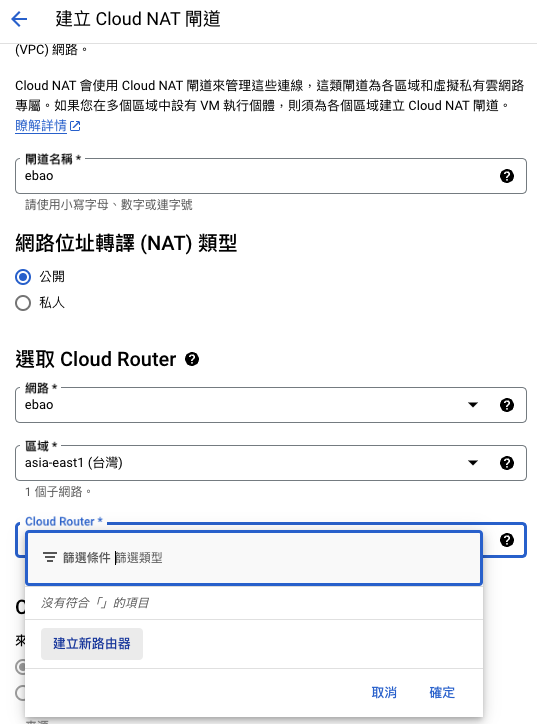 建立 Cloud NAT 閘道
(VPC) 網路。
Cloud NAT 會使用 Cloud NAT 閘道來管理這些連線，這類閘道為各區域和虛擬私有雲網路
專屬。如果您在多個區域中設有 VM 執行個體，則須為各個區域建立 Cloud NAT 閘道。
瞭解詳情
閘道名稱 *
ebao
請使用小寫字母、數字或連字號
網路位址轉譯 (NAT) 類型
公開
私人
選取 Cloud Router
網路 *
ebao
區域 *
asia-east1 (台灣)
1 個子網路。
Cloud Router *
篩選條件 篩選類型
沒有符合「」的項目
建立新路由器
取消 確定
C
來